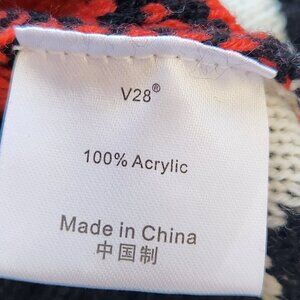 V28®
100% Acrylic
Made in China
中国制